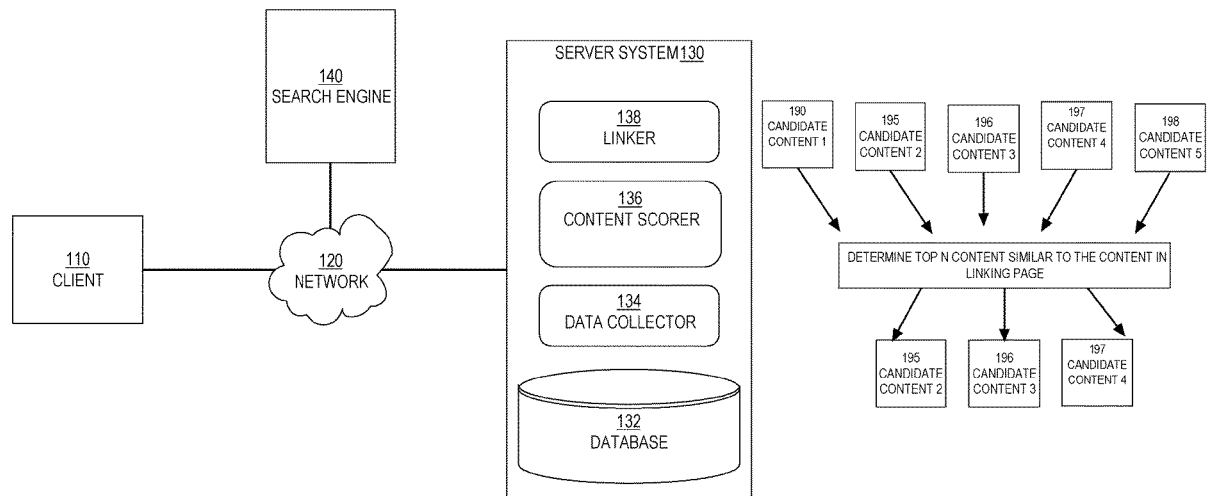 140
SEARCH ENGINE
110
CLIENT
120
NETWORK
SERVER SYSTEM130
138
LINKER
136
CONTENT SCORER
134
DATA COLLECTOR
132
DATABASE
190
CANDIDATE
CONTENT 1
195
CANDIDATE
CONTENT 2
196
CANDIDATE
CONTENT 3
197
CANDIDATE
CONTENT 4
198
CANDIDATE
CONTENT 5
DETERMINE TOP N CONTENT SIMILAR TO THE CONTENT IN
LINKING PAGE
195
CANDIDATE
CONTENT 2
196
CANDIDATE
CONTENT 3
197
CANDIDATE
CONTENT 4